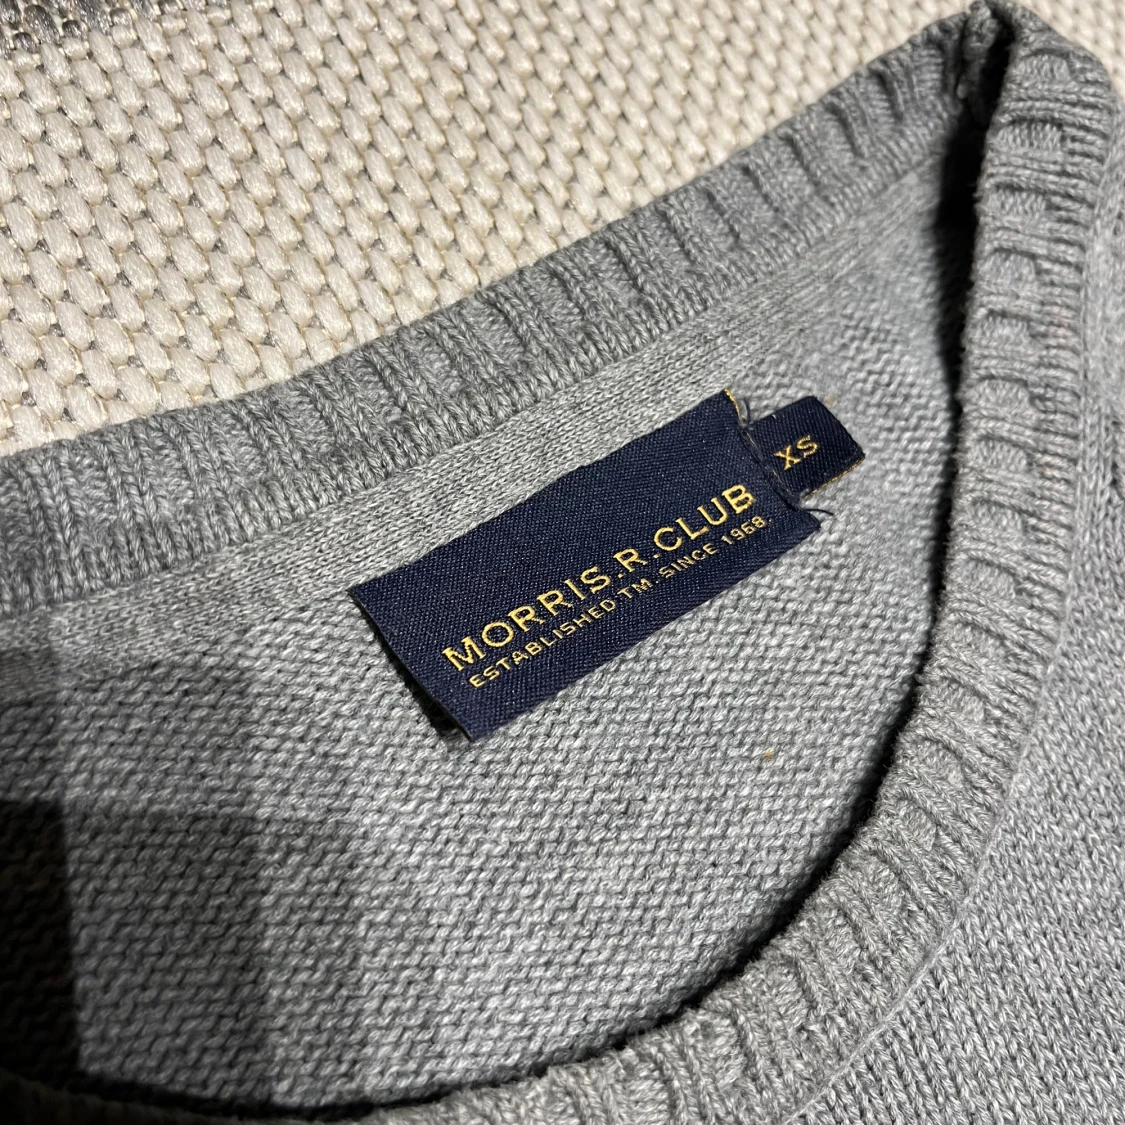 MORRIS.R.CLUB
ESTABLISHED TM.SINCE 1968.
XS